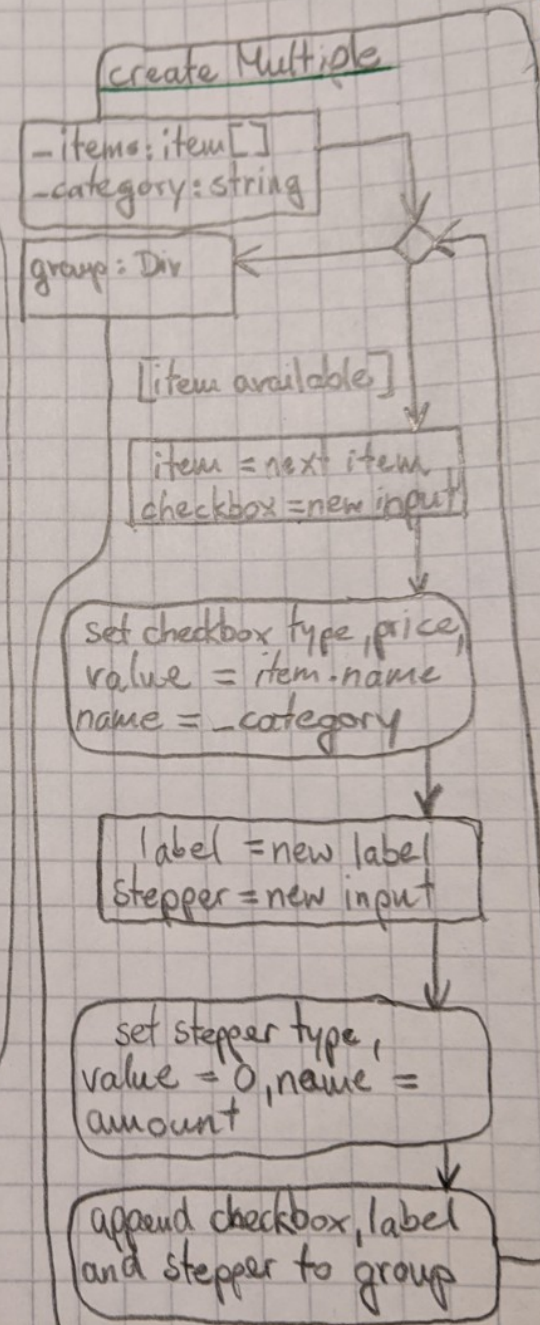 create Multiple
_items: item[]
_category: string
group: Div
[item available]
item = next item
checkbox = new input
set checkbox type, price,
value = item.name
name = _category
label = new label
stepper = new input
set stepper type,
value = 0, name =
amount
append checkbox, label
and stepper to group